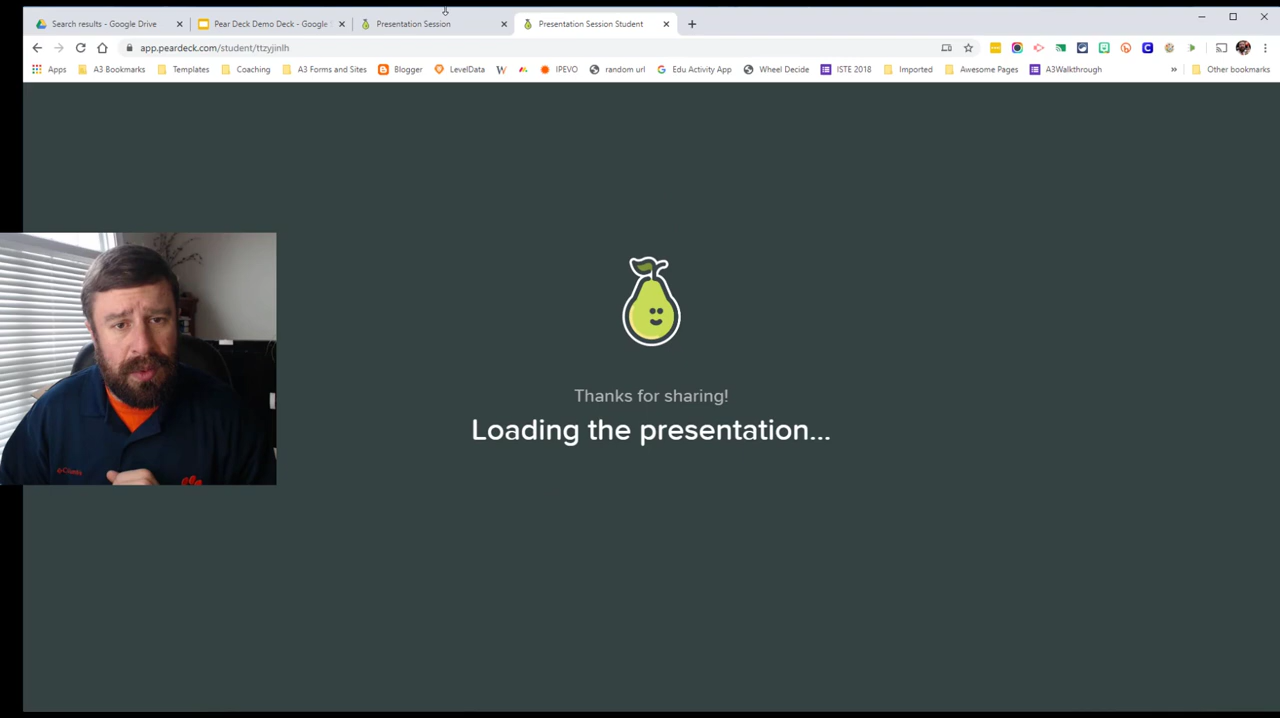 Search results - Google Drive
Pear Deck Demo Deck - Google
Presentation Session
Presentation Session Student
app.peardeck.com/student/ttzyjinlh
Apps
A3 Bookmarks
Templates
Coaching
A3 Forms and Sites
Blogger
LevelData
W
IPEVO
random url
Edu Activity App
Wheel Decide
ISTE 2018
Imported
Awesome Pages
A3Walkthrough
»
Other bookmarks
Thanks for sharing!
Loading the presentation...
Columbia